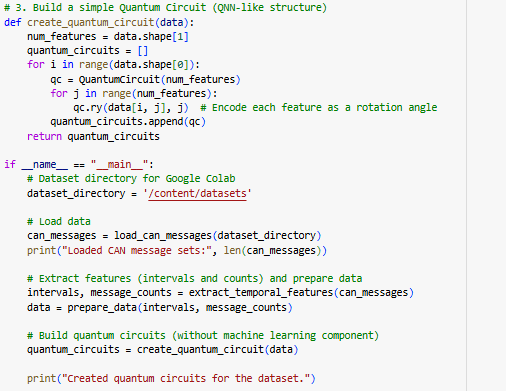 # 3. Build a simple Quantum Circuit (QNN-like structure)
def create_quantum_circuit(data):
    num_features = data.shape[1]
    quantum_circuits = []
    for i in range(data.shape[0]):
        qc = QuantumCircuit(num_features)
        for j in range(num_features):
            qc.ry(data[i, j], j)  # Encode each feature as a rotation angle
        quantum_circuits.append(qc)
    return quantum_circuits

if __name__ == "__main__":
    # Dataset directory for Google Colab
    dataset_directory = '/content/datasets'

    # Load data
    can_messages = load_can_messages(dataset_directory)
    print("Loaded CAN message sets:", len(can_messages))

    # Extract features (intervals and counts) and prepare data
    intervals, message_counts = extract_temporal_features(can_messages)
    data = prepare_data(intervals, message_counts)

    # Build quantum circuits (without machine learning component)
    quantum_circuits = create_quantum_circuit(data)

    print("Created quantum circuits for the dataset.")